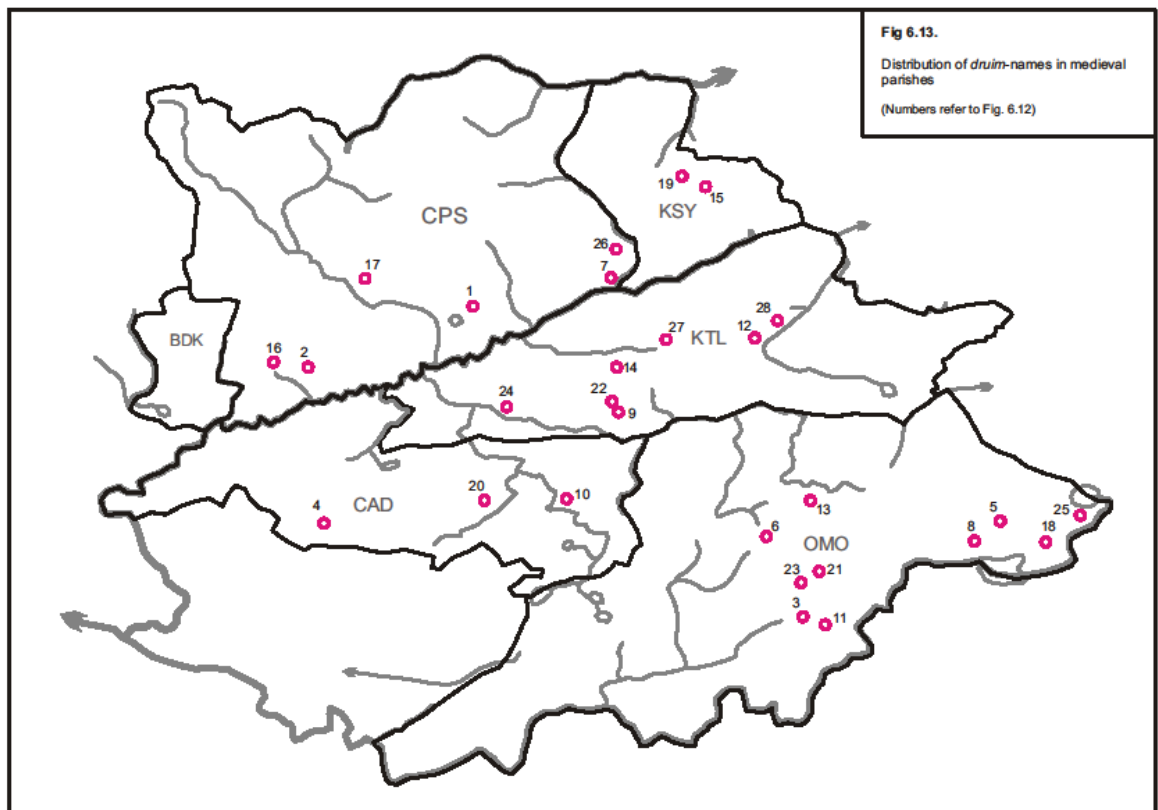 Fig 6.13.
Distribution of druim-names in medieval
parishes
(Numbers refer to Fig. 6.12)
19
15
KSY
CPS
26
7
17
1
BDK
16
2
28
27
KTL
12
14
24
22
9
4
CAD
20
10
13
5
25
6
OMO
8
18
23
21
3
11